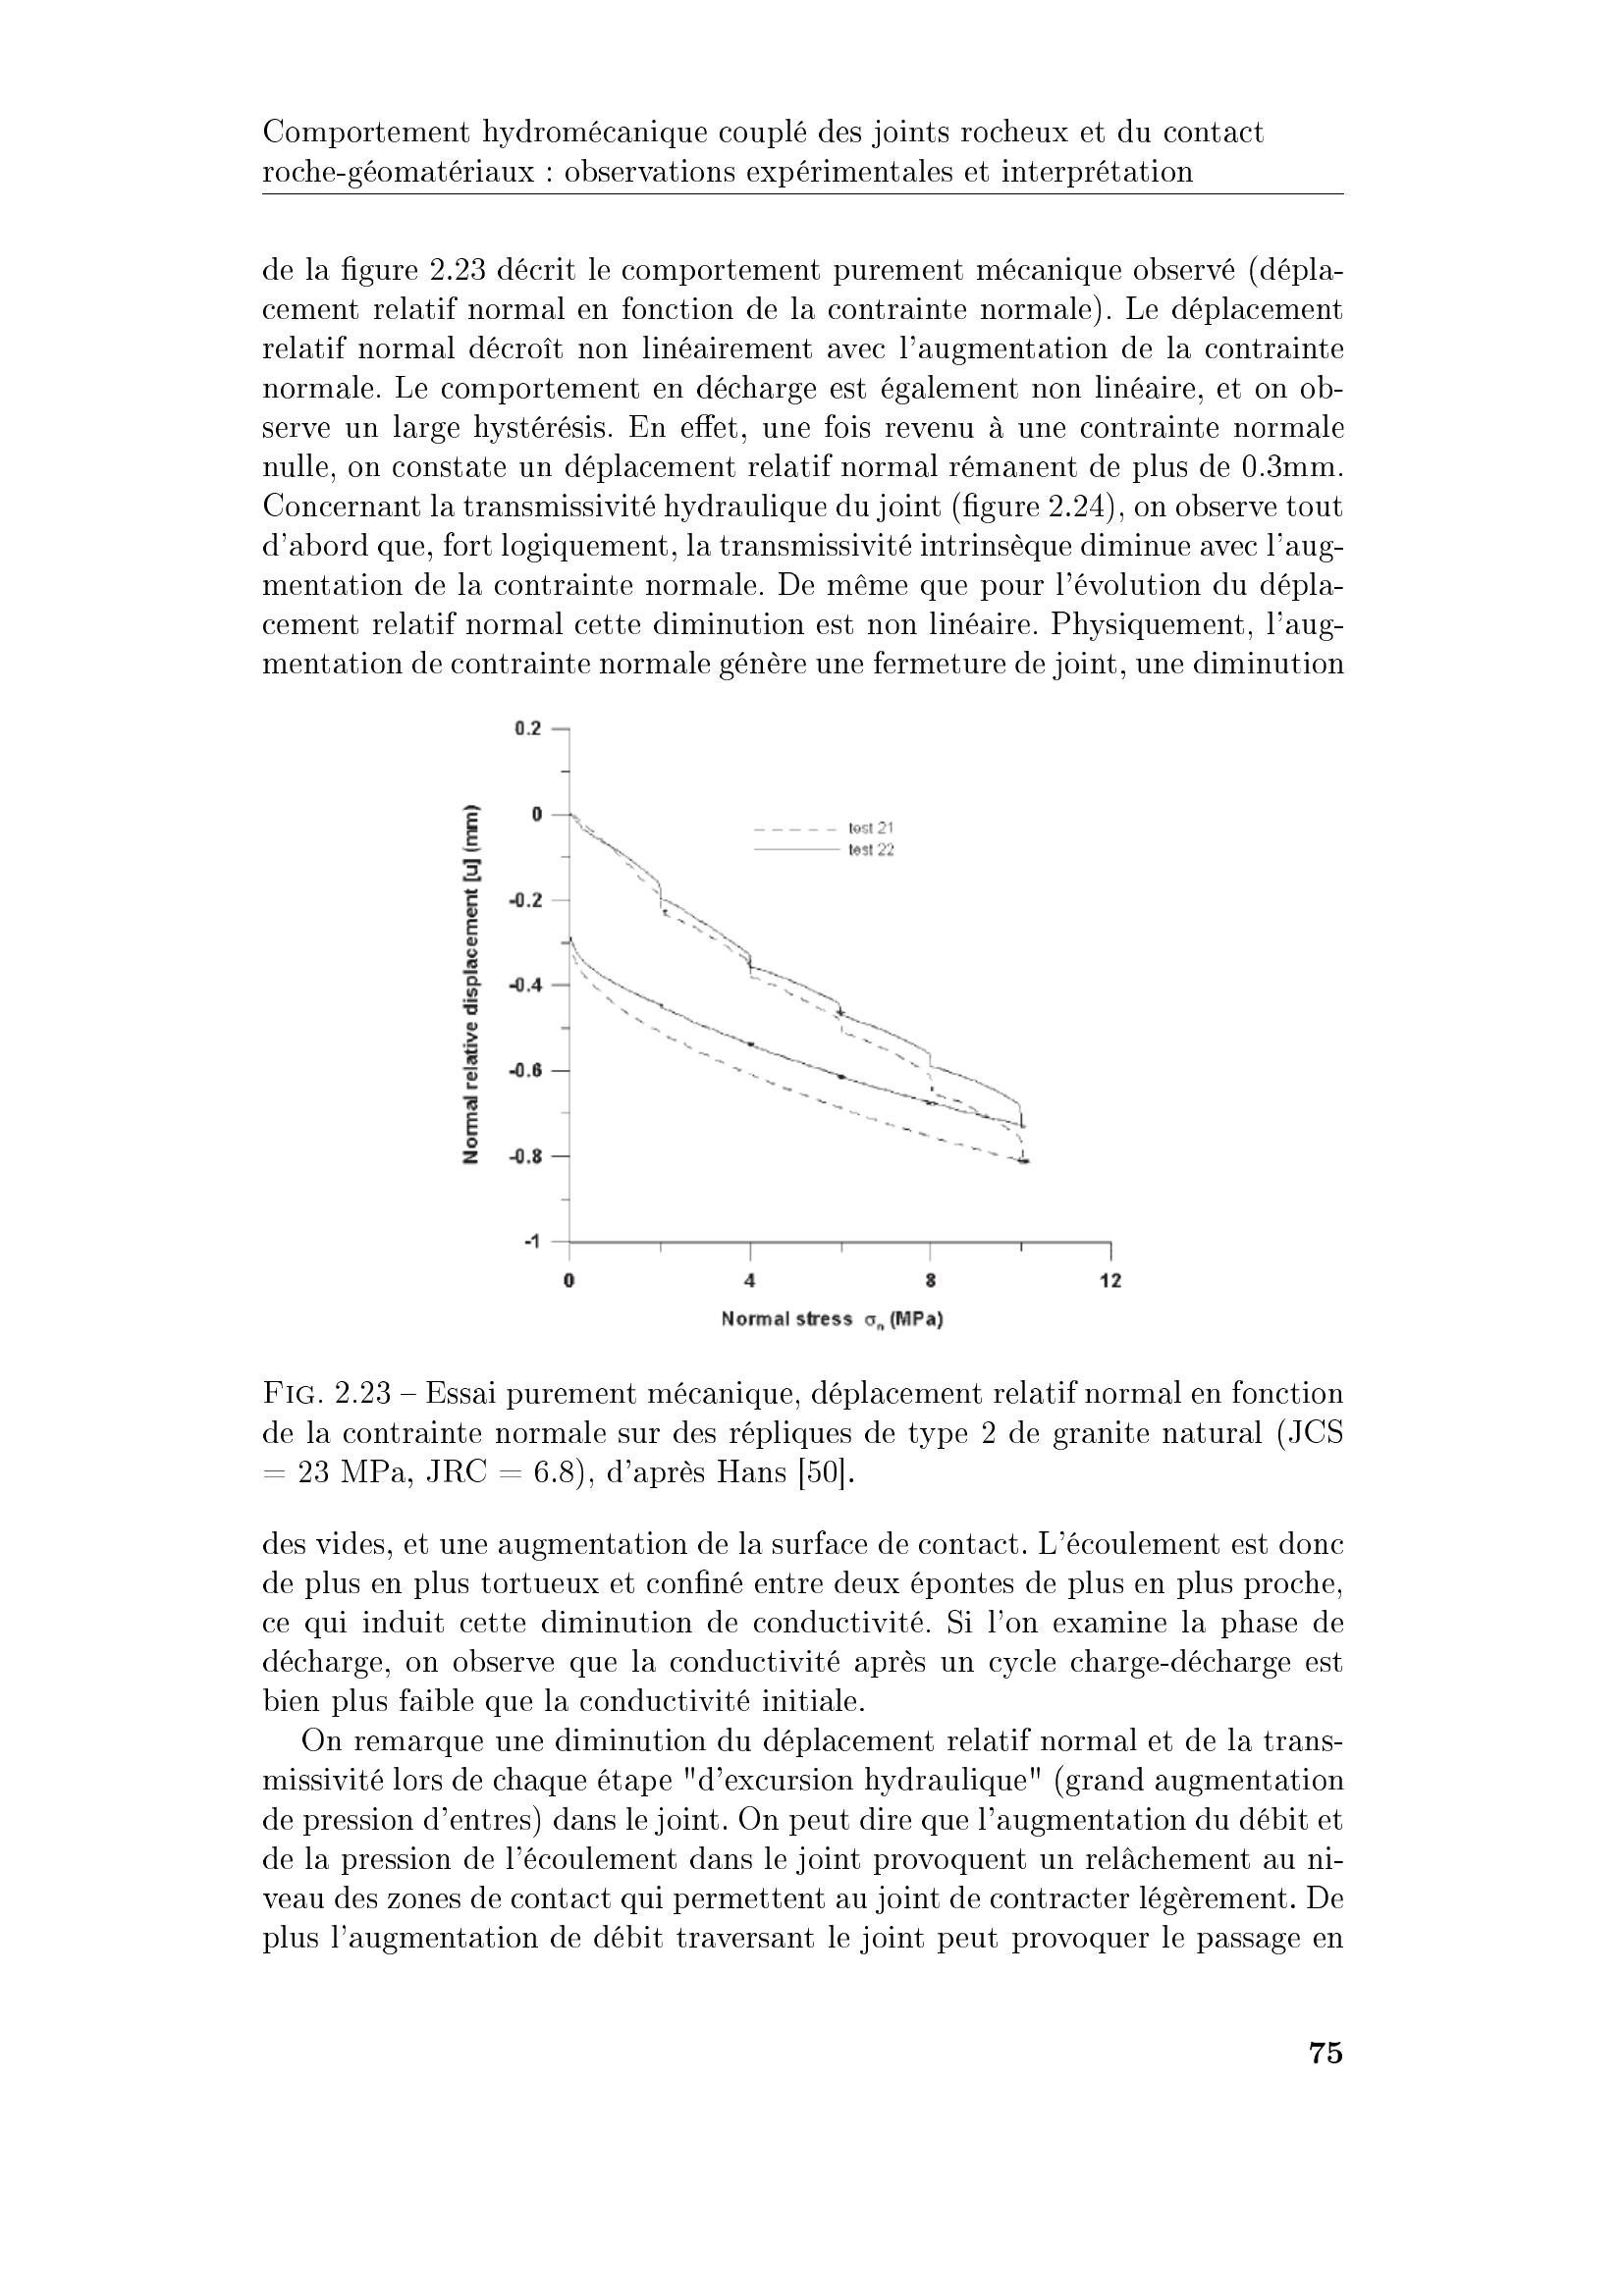 Comportement hydromécanique couplé des joints rocheux et du contact
roche-géomatériaux : observations expérimentales et interprétation
de la figure 2.23 décrit le comportement purement mécanique observé (dépla-
cement relatif normal en fonction de la contrainte normale). Le déplacement
relatif normal décroît non linéairement avec l'augmentation de la contrainte
normale. Le comportement en décharge est également non linéaire, et on ob-
serve un large hystérésis. En effet, une fois revenu à une contrainte normale
nulle, on constate un déplacement relatif normal rémanent de plus de 0.3mm.
Concernant la transmissivité hydraulique du joint (figure 2.24), on observe tout
d'abord que, fort logiquement, la transmissivité intrinsèque diminue avec l'aug-
mentation de la contrainte normale. De même que pour l'évolution du dépla-
cement relatif normal cette diminution est non linéaire. Physiquement, l'aug-
mentation de contrainte normale génère une fermeture de joint, une diminution
0.2
0
-0.2
-0.4
-0.6
-0.8
-1
Normal relative displacement [u] (mm)
test 21
test 22
0 4 8 12
Normal stress σn (MPa)
FIG. 2.23 – Essai purement mécanique, déplacement relatif normal en fonction
de la contrainte normale sur des répliques de type 2 de granite natural (JCS
= 23 MPa, JRC = 6.8), d'après Hans [50].
des vides, et une augmentation de la surface de contact. L'écoulement est donc
de plus en plus tortueux et confiné entre deux épontes de plus en plus proche,
ce qui induit cette diminution de conductivité. Si l'on examine la phase de
décharge, on observe que la conductivité après un cycle charge-décharge est
bien plus faible que la conductivité initiale.
On remarque une diminution du déplacement relatif normal et de la trans-
missivité lors de chaque étape "d'excursion hydraulique" (grand augmentation
de pression d'entres) dans le joint. On peut dire que l'augmentation du débit et
de la pression de l'écoulement dans le joint provoquent un relâchement au ni-
veau des zones de contact qui permettent au joint de contracter légèrement. De
plus l'augmentation de débit traversant le joint peut provoquer le passage en
75